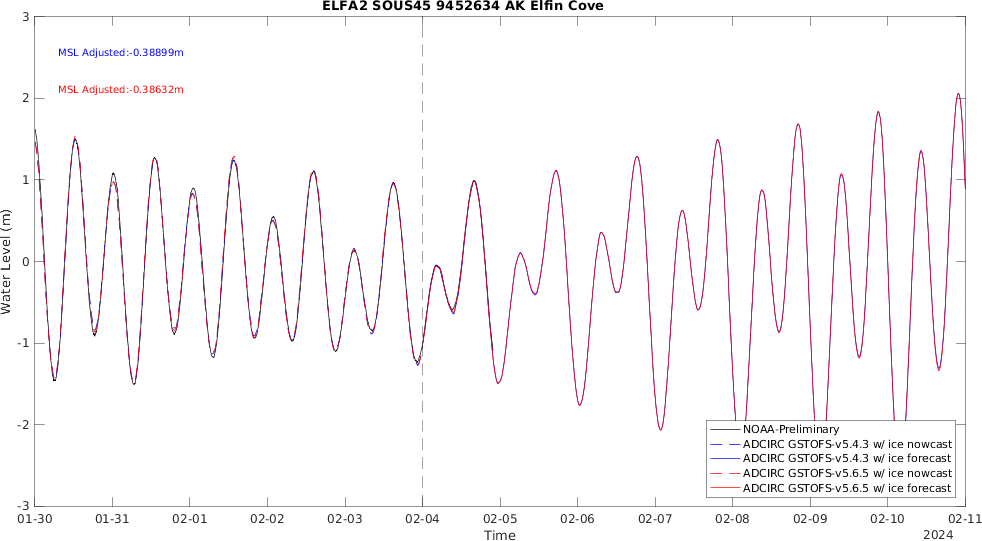 ELFA2 SOUS45 9452634 AK Elfin Cove
3
MSL Adjusted:-0.38899m
MSL Adjusted:-0.38632m
2
1
0
-1
-2
-3
Water Level (m)
NOAA-Preliminary
ADCIRC GSTOFS-v5.4.3 w/ ice nowcast
ADCIRC GSTOFS-v5.4.3 w/ ice forecast
ADCIRC GSTOFS-v5.6.5 w/ ice nowcast
ADCIRC GSTOFS-v5.6.5 w/ ice forecast
01-30 01-31 02-01 02-02 02-03 02-04 02-05 02-06 02-07 02-08 02-09 02-10 02-11
Time
2024